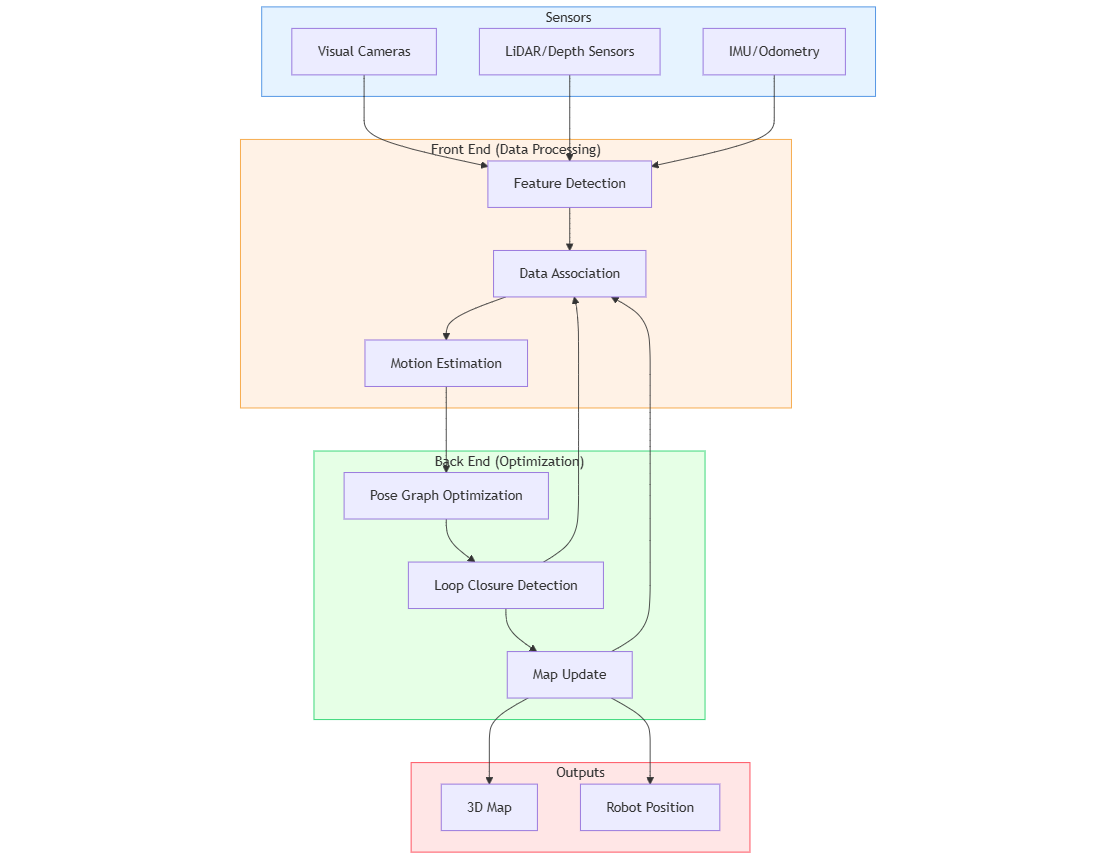 Sensors
Visual Cameras
LiDAR/Depth Sensors
IMU/Odometry
Front End (Data Processing)
Feature Detection
Data Association
Motion Estimation
Back End (Optimization)
Pose Graph Optimization
Loop Closure Detection
Map Update
Outputs
3D Map
Robot Position